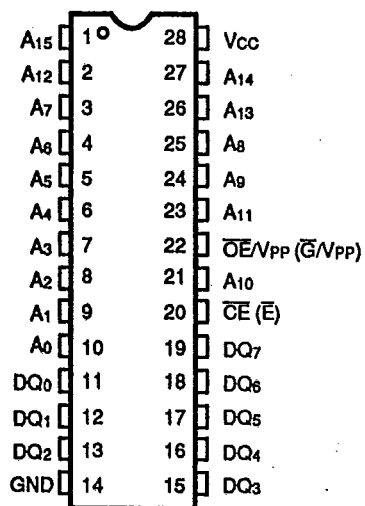 A15 1 28 VCC
A12 2 27 A14
A7 3 26 A13
A6 4 25 A8
A5 5 24 A9
A4 6 23 A11
A3 7 22 O̅E̅/VPP (G̅/VPP)
A2 8 21 A10
A1 9 20 C̅E̅ (E̅)
A0 10 19 DQ7
DQ0 11 18 DQ6
DQ1 12 17 DQ5
DQ2 13 16 DQ4
GND 14 15 DQ3